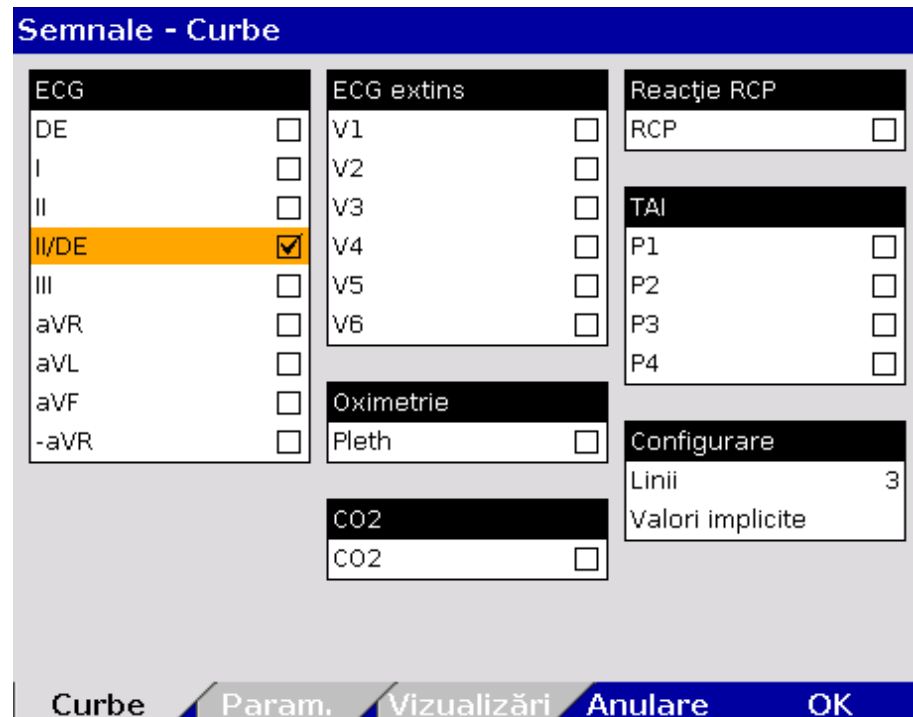 Semnale - Curbe
ECG
DE
I
II
II/DE
III
aVR
aVL
aVF
-aVR
ECG extins
V1
V2
V3
V4
V5
V6
Oximetrie
Pleth
CO2
CO2
Reacţie RCP
RCP
TAI
P1
P2
P3
P4
Configurare
Linii 3
Valori implicite
Curbe Param. Vizualizări Anulare OK